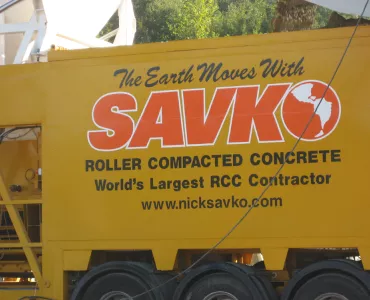 The Earth Moves With
SAVKO
ROLLER COMPACTED CONCRETE
World's Largest RCC Contractor
www.nicksavko.com